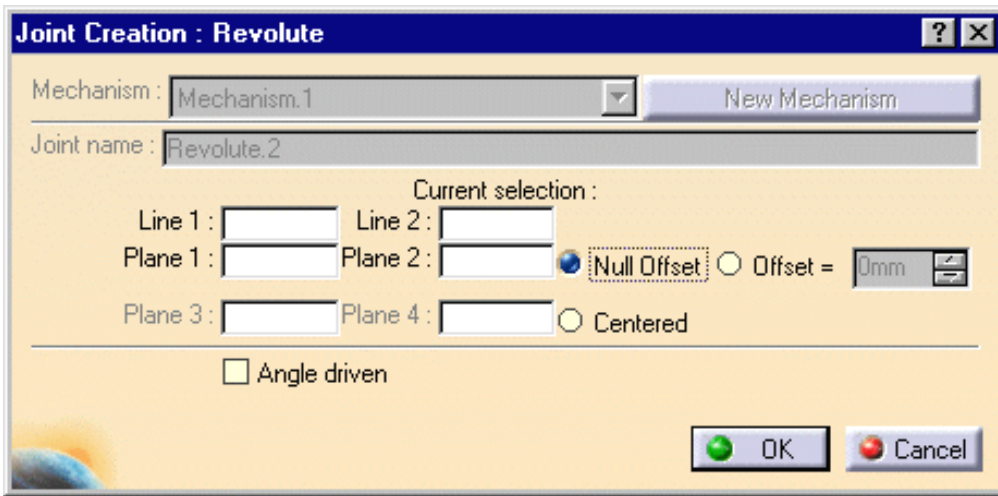 Joint Creation : Revolute
Mechanism : Mechanism.1 New Mechanism
Joint name : Revolute.2
Current selection :
Line 1 : Line 2 :
Plane 1 : Plane 2 : Null Offset Offset = 0mm
Plane 3 : Plane 4 : Centered
Angle driven
OK Cancel